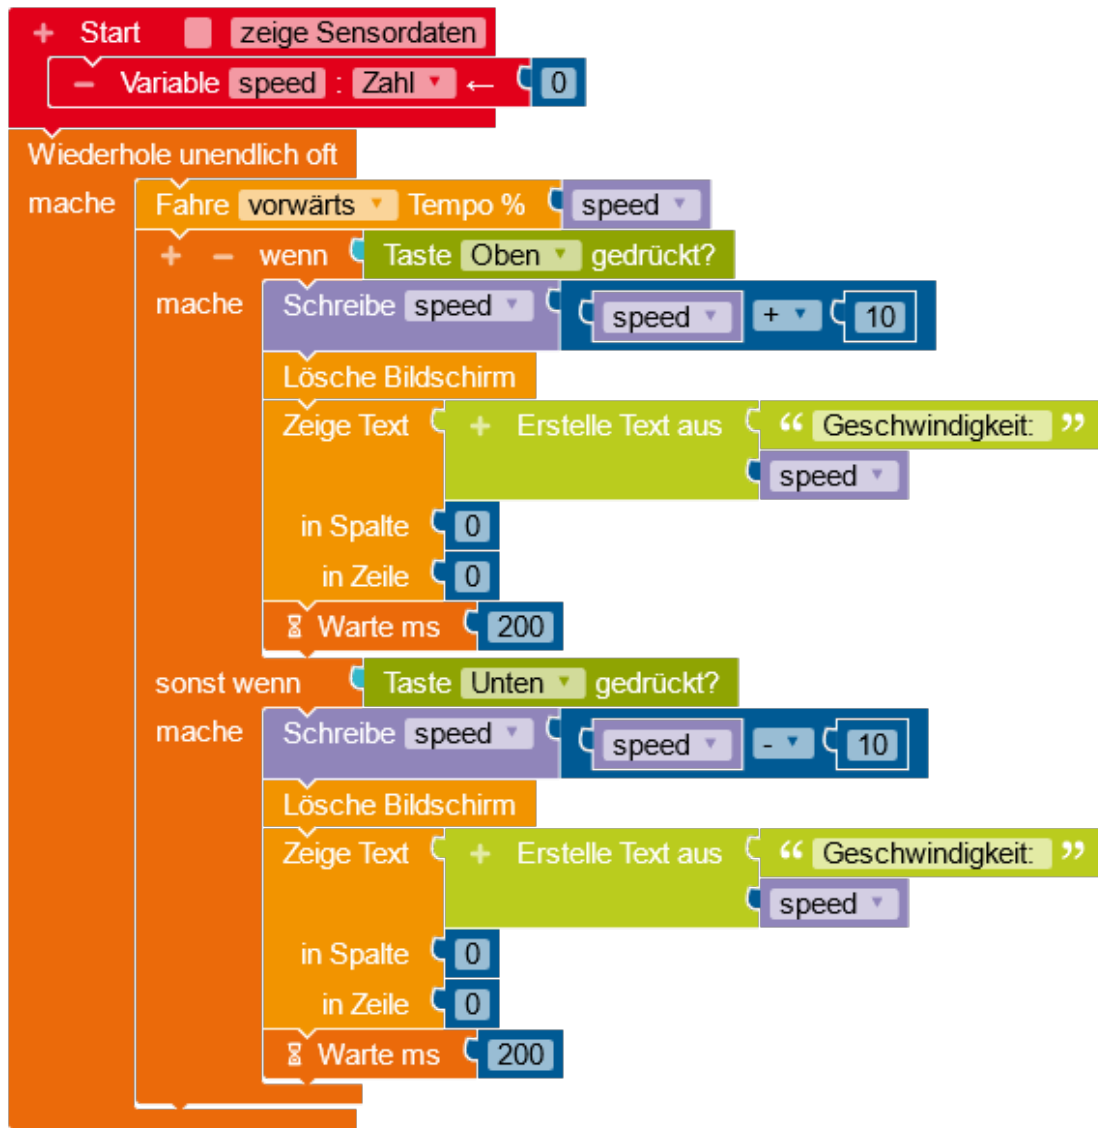 + Start zeige Sensordaten
− Variable speed : Zahl ▾ ← 0
Wiederhole unendlich oft
mache Fahre vorwärts ▾ Tempo % speed ▾
+ − wenn Taste Oben ▾ gedrückt?
mache Schreibe speed ▾ speed ▾ + ▾ 10
Lösche Bildschirm
Zeige Text + Erstelle Text aus “ Geschwindigkeit: ”
speed ▾
in Spalte 0
in Zeile 0
Warte ms 200
sonst wenn Taste Unten ▾ gedrückt?
mache Schreibe speed ▾ speed ▾ - ▾ 10
Lösche Bildschirm
Zeige Text + Erstelle Text aus “ Geschwindigkeit: ”
speed ▾
in Spalte 0
in Zeile 0
Warte ms 200